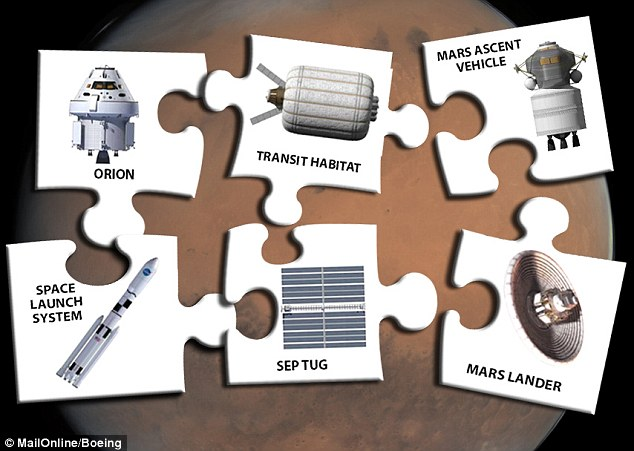 ORION
TRANSIT HABITAT
MARS ASCENT
VEHICLE
SPACE
LAUNCH
SYSTEM
SEP TUG
MARS LANDER
© MailOnline/Boeing